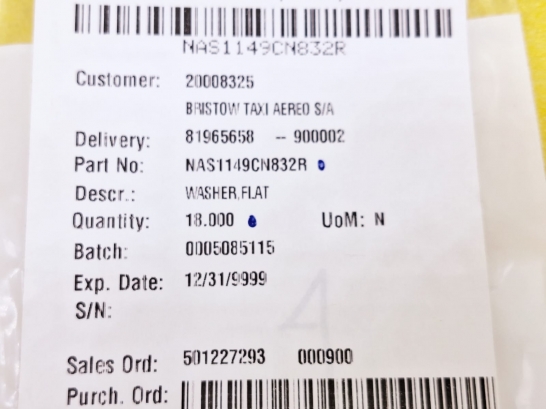 NAS1149CN832R
Customer: 20008325
BRISTOW TAXI AEREO S/A
Delivery: 81965658 -- 900002
Part No: NAS1149CN832R
Descr.: WASHER,FLAT
Quantity: 18.000 UoM: N
Batch: 0005085115
Exp. Date: 12/31/9999
S/N:
Sales Ord: 501227293 000900
Purch. Ord: